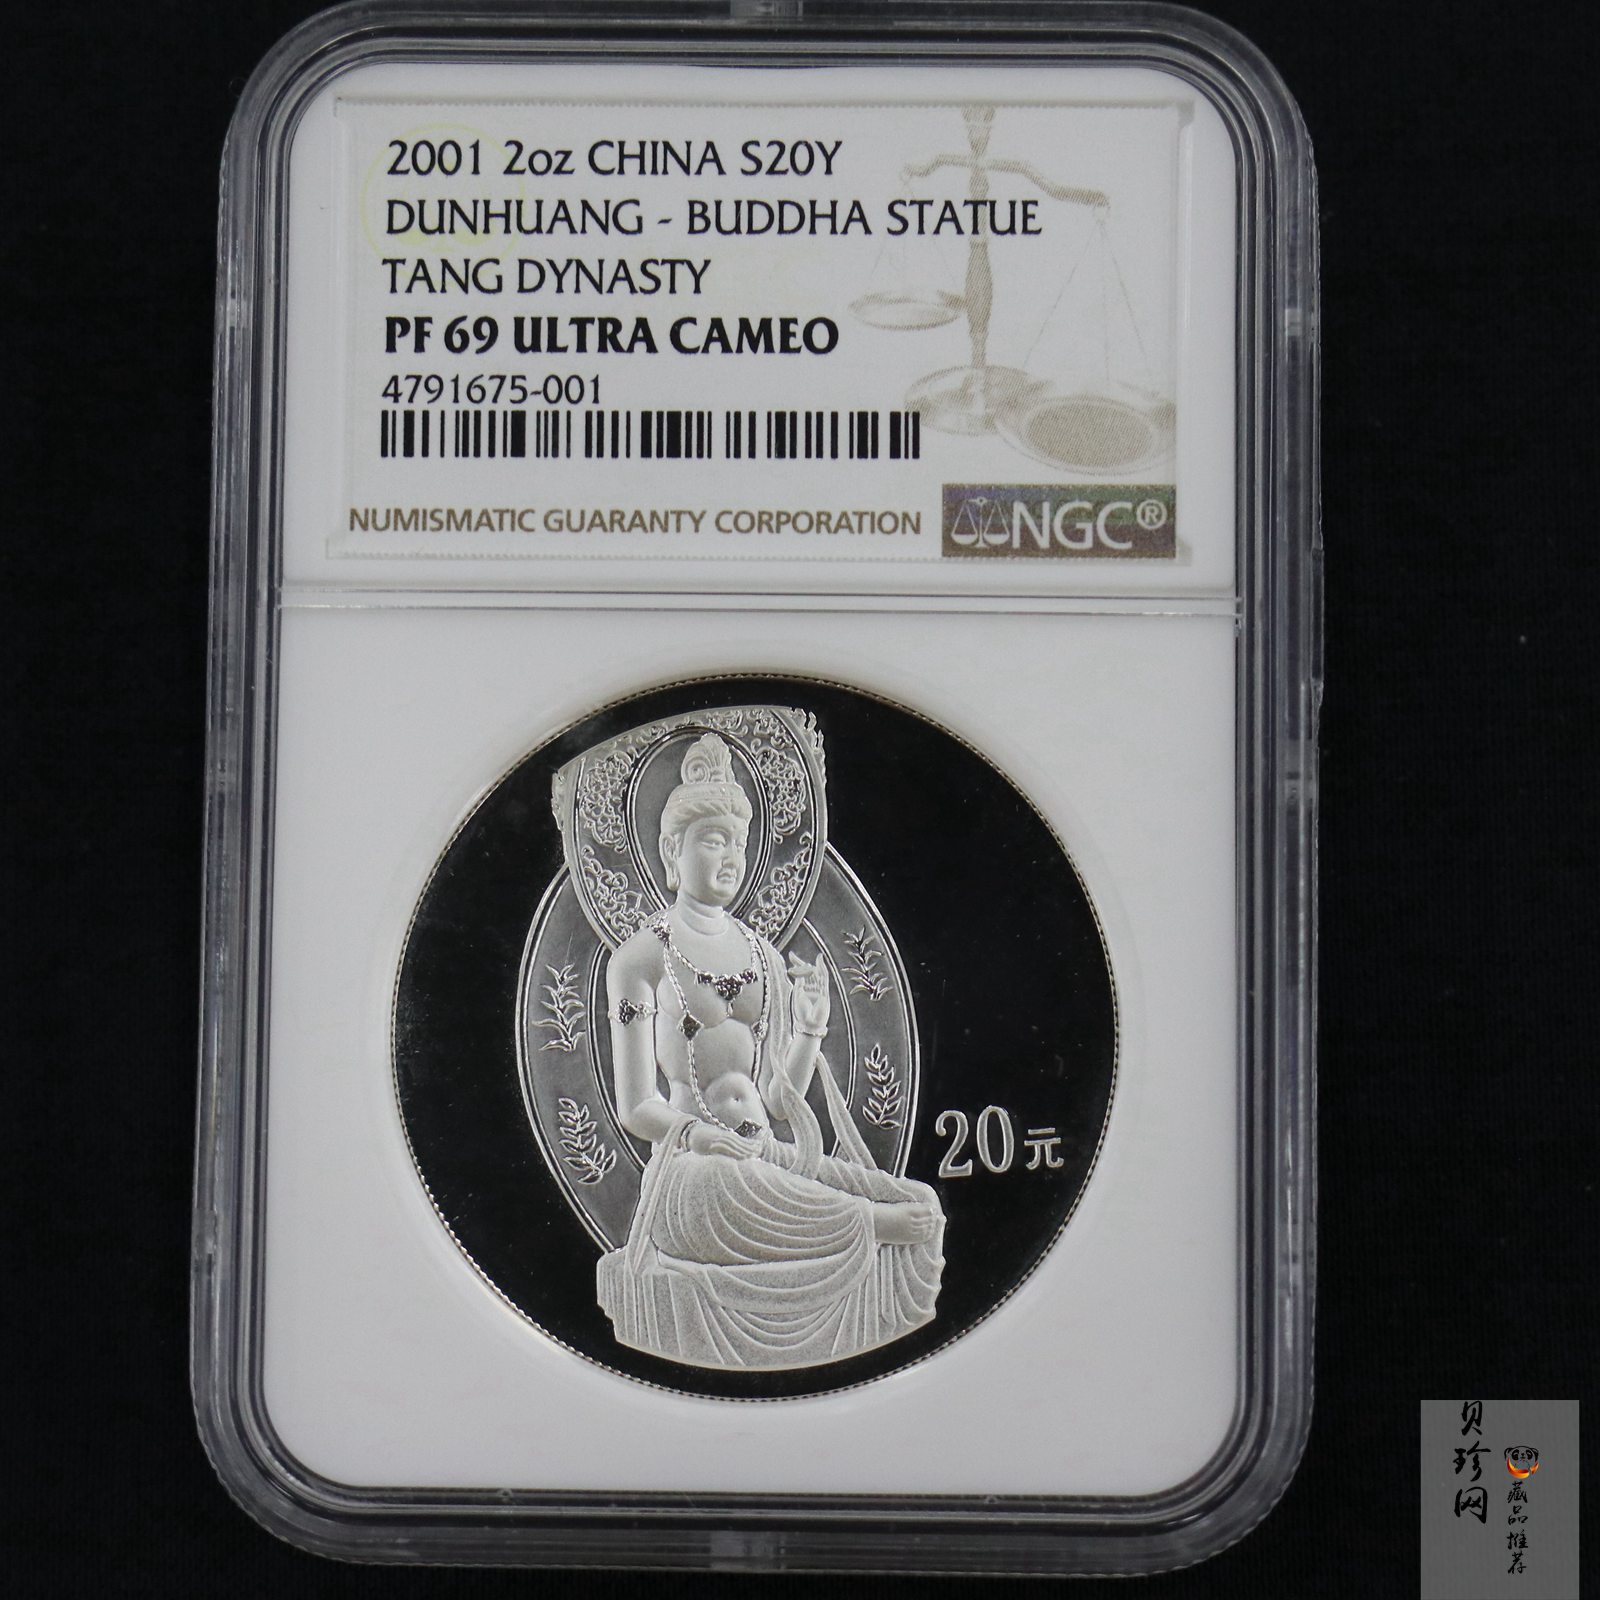 2001 2oz CHINA S20Y
DUNHUANG - BUDDHA STATUE
TANG DYNASTY
PF 69 ULTRA CAMEO
4791675-001
NUMISMATIC GUARANTY CORPORATION
NGC®
20元
贝珍网
藏品推荐